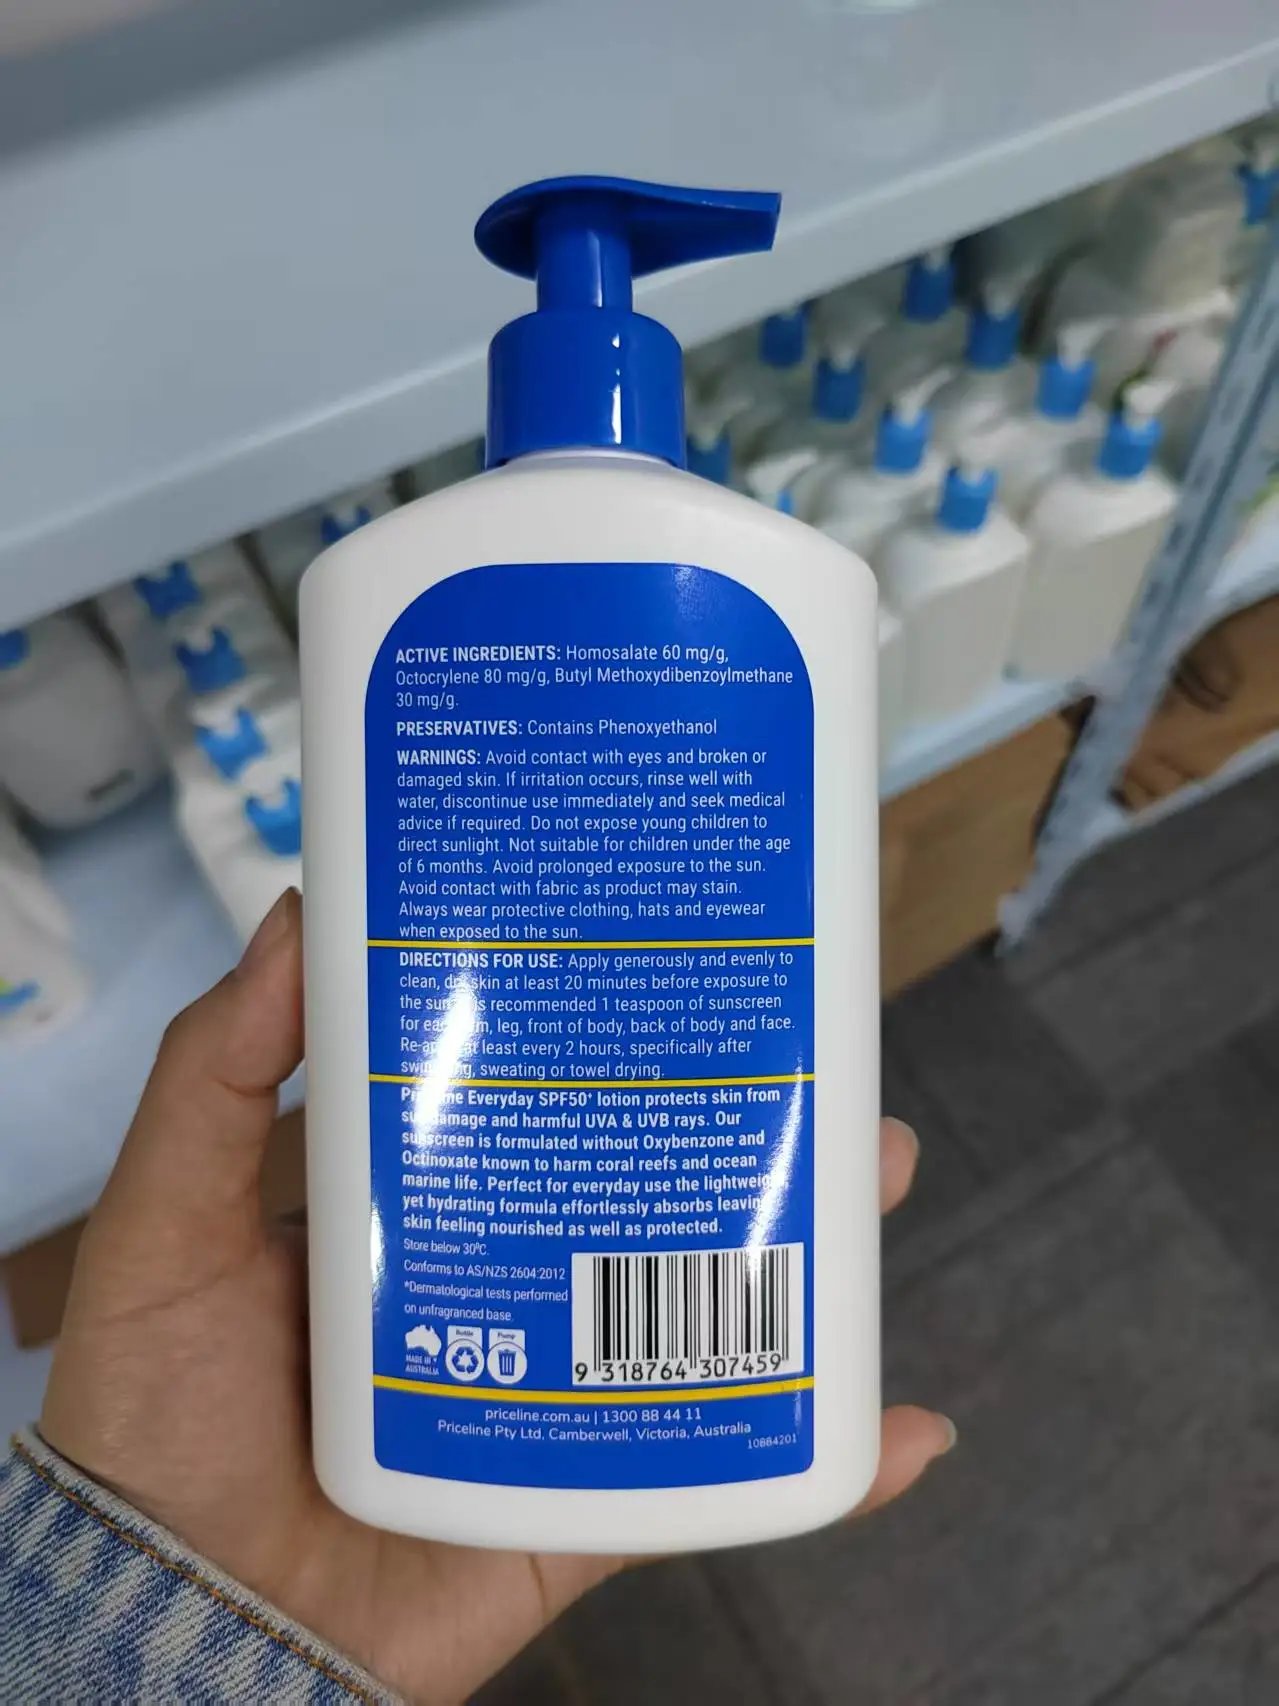 ACTIVE INGREDIENTS: Homosalate 60 mg/g,
Octocrylene 80 mg/g, Butyl Methoxydibenzoylmethane
30 mg/g.
PRESERVATIVES: Contains Phenoxyethanol
WARNINGS: Avoid contact with eyes and broken or
damaged skin. If irritation occurs, rinse well with
water, discontinue use immediately and seek medical
advice if required. Do not expose young children to
direct sunlight. Not suitable for children under the age
of 6 months. Avoid prolonged exposure to the sun.
Avoid contact with fabric as product may stain.
Always wear protective clothing, hats and eyewear
when exposed to the sun.
DIRECTIONS FOR USE: Apply generously and evenly to
clean, dry skin at least 20 minutes before exposure to
the recommended 1 teaspoon of sunscreen
for leg, front of body, back of body and face.
least every 2 hours, specifically after
swimming, sweating or towel drying.
Priceline Everyday SPF50+ lotion protects skin from
sun damage and harmful UVA & UVB rays. Our
sunscreen is formulated without Oxybenzone and
Octinoxate known to harm coral reefs and ocean
marine life. Perfect for everyday use the lightweight
yet hydrating formula effortlessly absorbs leaving
skin feeling nourished as well as protected.
Store below 30°C.
Conforms to AS/NZS 2604:2012
*Dermatological tests performed
on unfragranced base.
MADE IN
AUSTRALIA
Bottle
Pump
9 318764 307459
priceline.com.au | 1300 88 44 11
Priceline Pty Ltd, Camberwell, Victoria, Australia
10884201